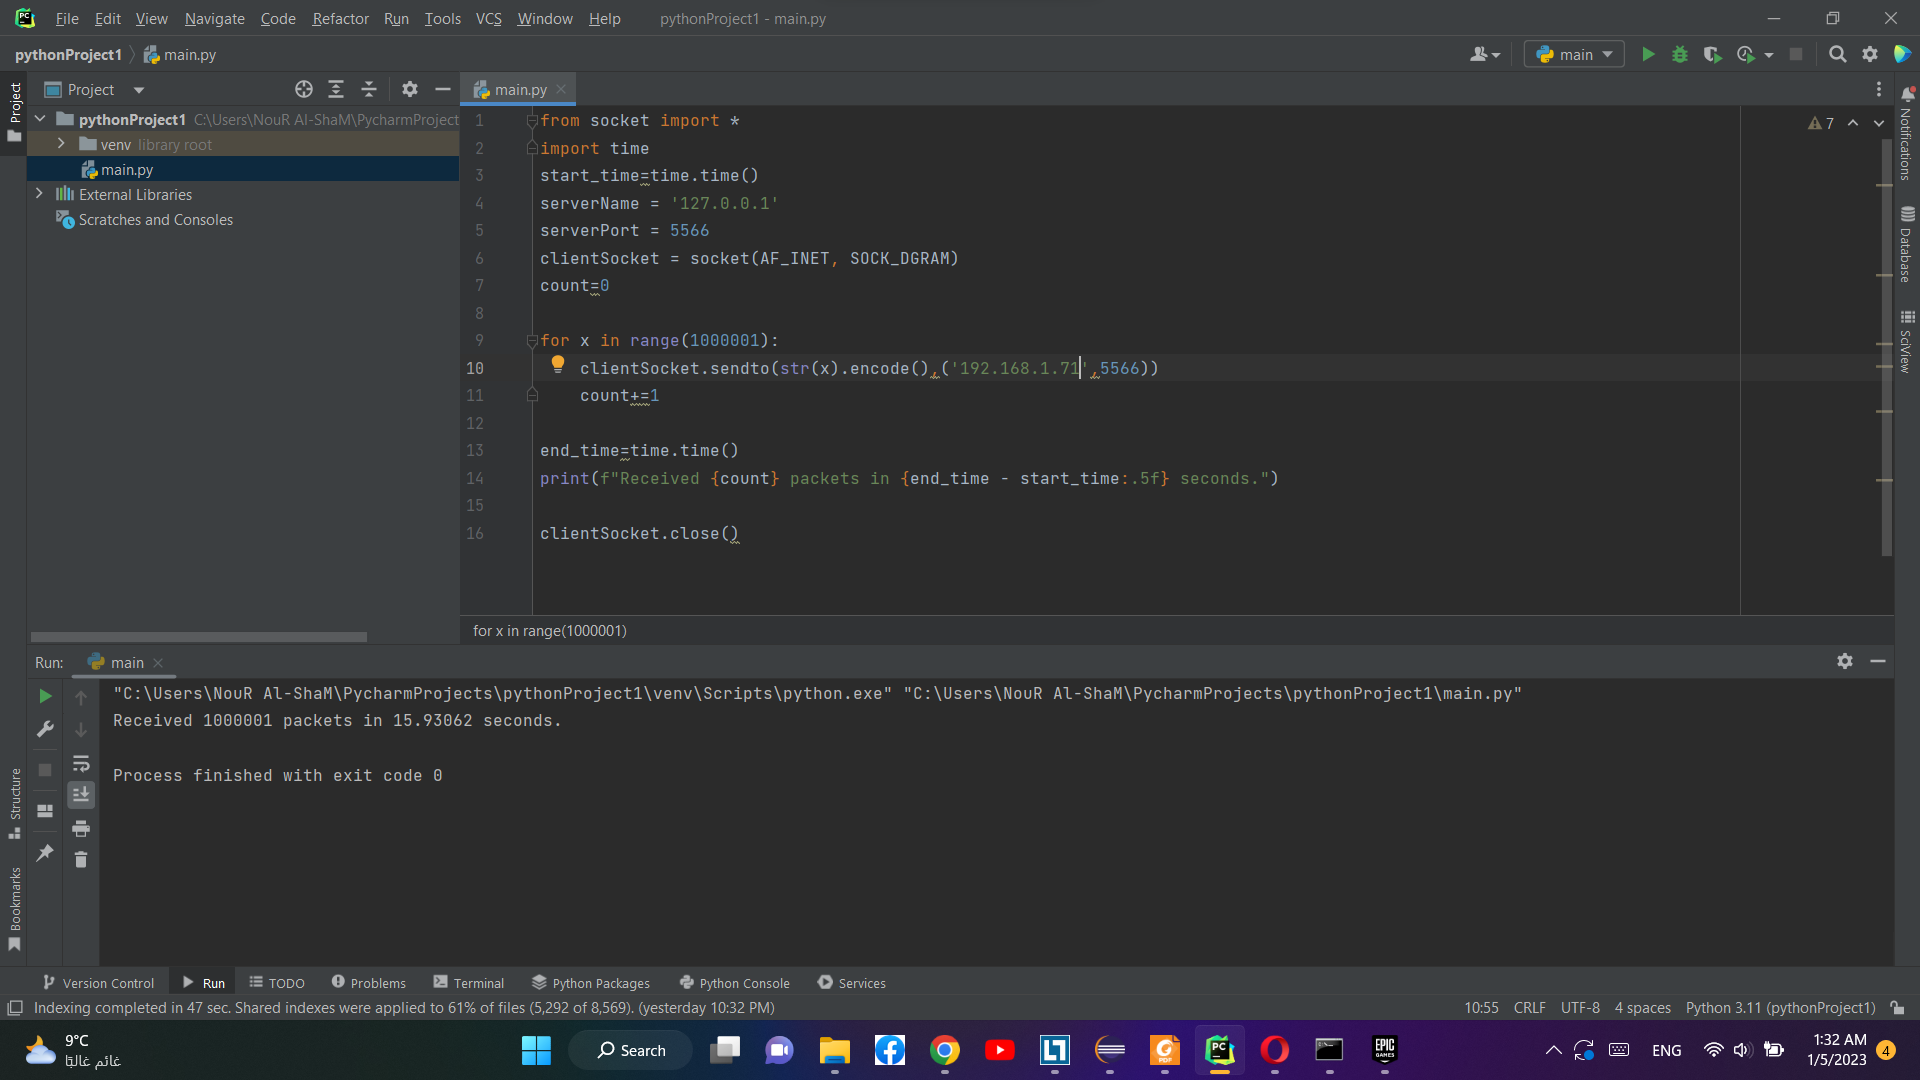 File Edit View Navigate Code Refactor Run Tools VCS Window Help pythonProject1 - main.py
pythonProject1 main.py
main
Project
main.py
pythonProject1 C:\Users\NouR Al-ShaM\PycharmProject
venv library root
main.py
External Libraries
Scratches and Consoles
Project
Structure
Bookmarks
1 from socket import *
2 import time
3 start_time=time.time()
4 serverName = '127.0.0.1'
5 serverPort = 5566
6 clientSocket = socket(AF_INET, SOCK_DGRAM)
7 count=0
8
9 for x in range(1000001):
10 clientSocket.sendto(str(x).encode(),('192.168.1.71',5566))
11 count+=1
12
13 end_time=time.time()
14 print(f"Received {count} packets in {end_time - start_time:.5f} seconds.")
15
16 clientSocket.close()
7
for x in range(1000001)
Notifications
Database
SciView
Run: main
"C:\Users\NouR Al-ShaM\PycharmProjects\pythonProject1\venv\Scripts\python.exe" "C:\Users\NouR Al-ShaM\PycharmProjects\pythonProject1\main.py"
Received 1000001 packets in 15.93062 seconds.
Process finished with exit code 0
Version Control Run TODO Problems Terminal Python Packages Python Console Services
Indexing completed in 47 sec. Shared indexes were applied to 61% of files (5,292 of 8,569). (yesterday 10:32 PM) 10:55 CRLF UTF-8 4 spaces Python 3.11 (pythonProject1)
9°C
غائم غالبًا
Search
PDF
PC
EPIC GAMES
ENG
1:32 AM
1/5/2023
4